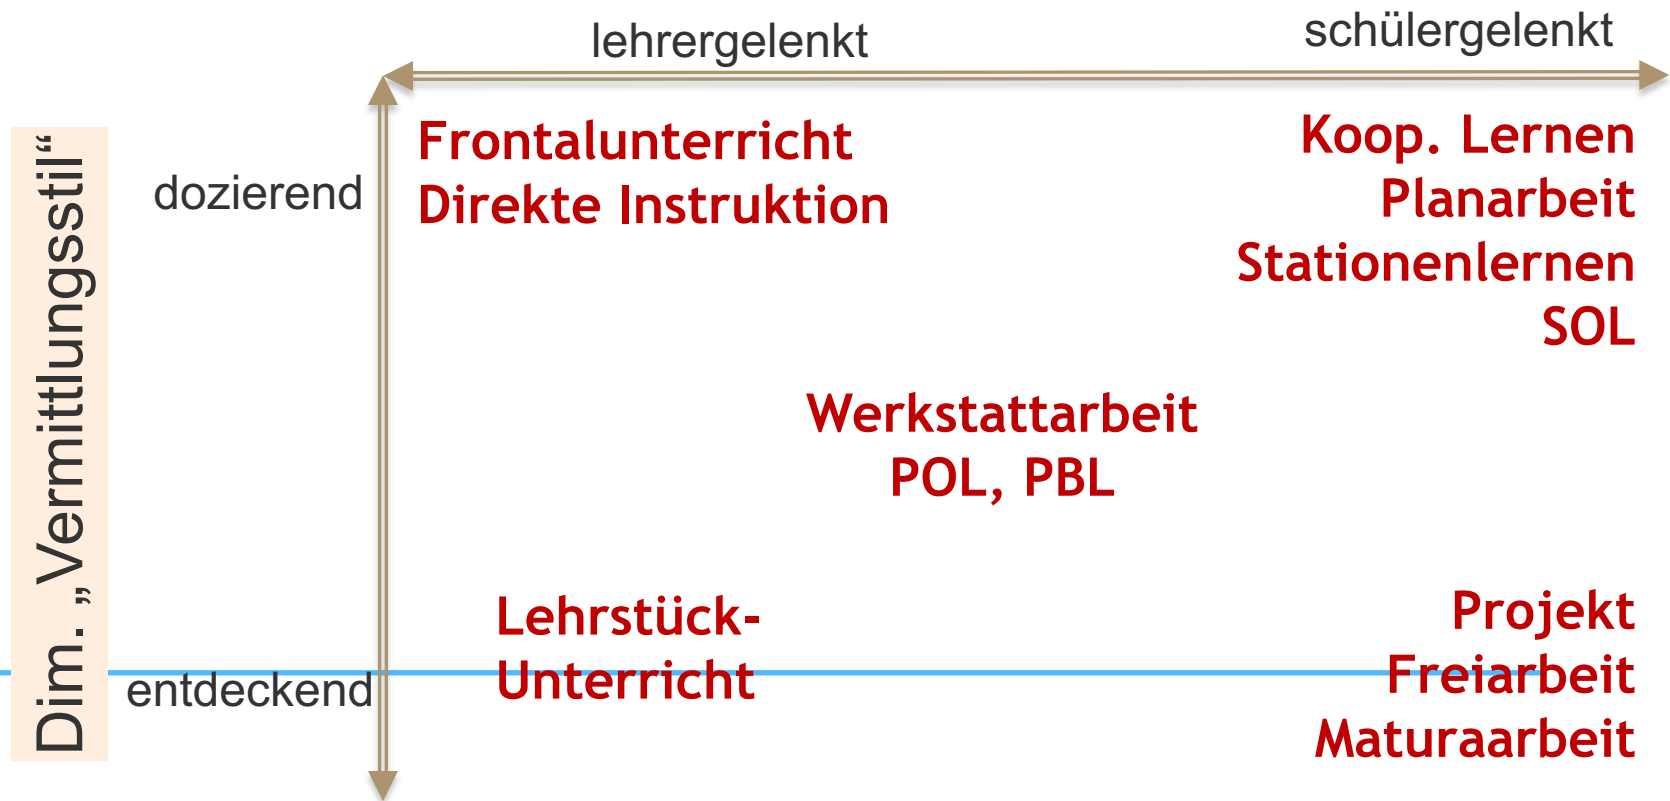 lehrergelenkt
schülergelenkt
Dim. „Vermittlungsstil“
dozierend
Frontalunterricht
Direkte Instruktion
Koop. Lernen
Planarbeit
Stationenlernen
SOL
Werkstattarbeit
POL, PBL
entdeckend
Lehrstück-
Unterricht
Projekt
Freiarbeit
Maturaarbeit